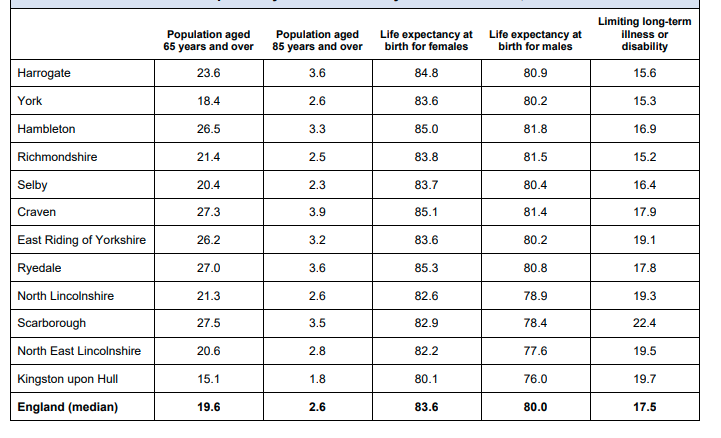 Population aged 65 years and over Population aged 85 years and over Life expectancy at birth for females Life expectancy at birth for males Limiting long-term illness or disability
Harrogate 23.6 3.6 84.8 80.9 15.6
York 18.4 2.6 83.6 80.2 15.3
Hambleton 26.5 3.3 85.0 81.8 16.9
Richmondshire 21.4 2.5 83.8 81.5 15.2
Selby 20.4 2.3 83.7 80.4 16.4
Craven 27.3 3.9 85.1 81.4 17.9
East Riding of Yorkshire 26.2 3.2 83.6 80.2 19.1
Ryedale 27.0 3.6 85.3 80.8 17.8
North Lincolnshire 21.3 2.6 82.6 78.9 19.3
Scarborough 27.5 3.5 82.9 78.4 22.4
North East Lincolnshire 20.6 2.8 82.2 77.6 19.5
Kingston upon Hull 15.1 1.8 80.1 76.0 19.7
England (median) 19.6 2.6 83.6 80.0 17.5